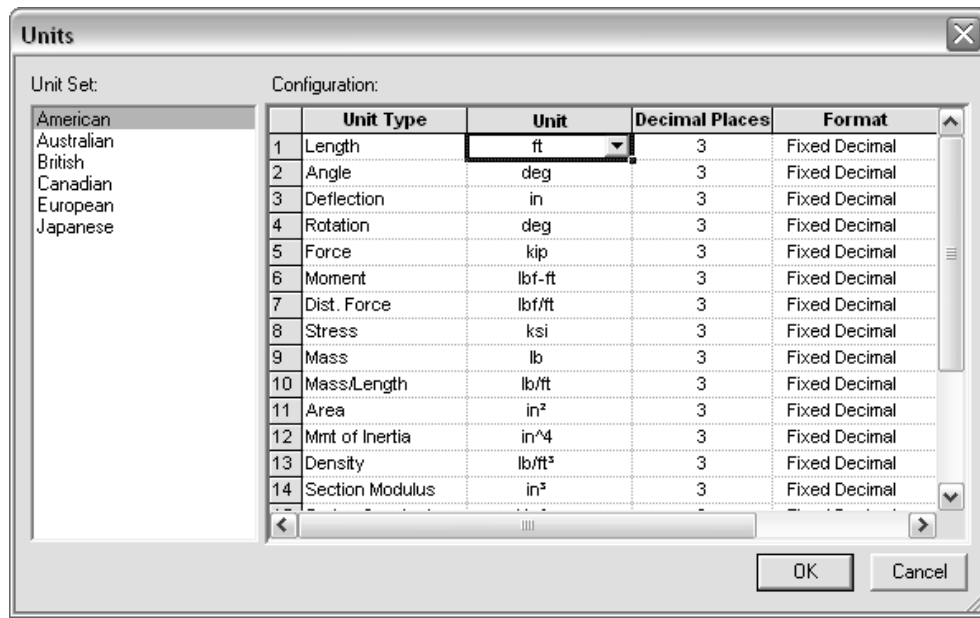 Units
Unit Set:
American
Australian
British
Canadian
European
Japanese
Configuration:
Unit Type Unit Decimal Places Format
1 Length ft 3 Fixed Decimal
2 Angle deg 3 Fixed Decimal
3 Deflection in 3 Fixed Decimal
4 Rotation deg 3 Fixed Decimal
5 Force kip 3 Fixed Decimal
6 Moment lbf-ft 3 Fixed Decimal
7 Dist. Force lbf/ft 3 Fixed Decimal
8 Stress ksi 3 Fixed Decimal
9 Mass lb 3 Fixed Decimal
10 Mass/Length lb/ft 3 Fixed Decimal
11 Area in² 3 Fixed Decimal
12 Mmt of Inertia in^4 3 Fixed Decimal
13 Density lb/ft³ 3 Fixed Decimal
14 Section Modulus in³ 3 Fixed Decimal
OK Cancel